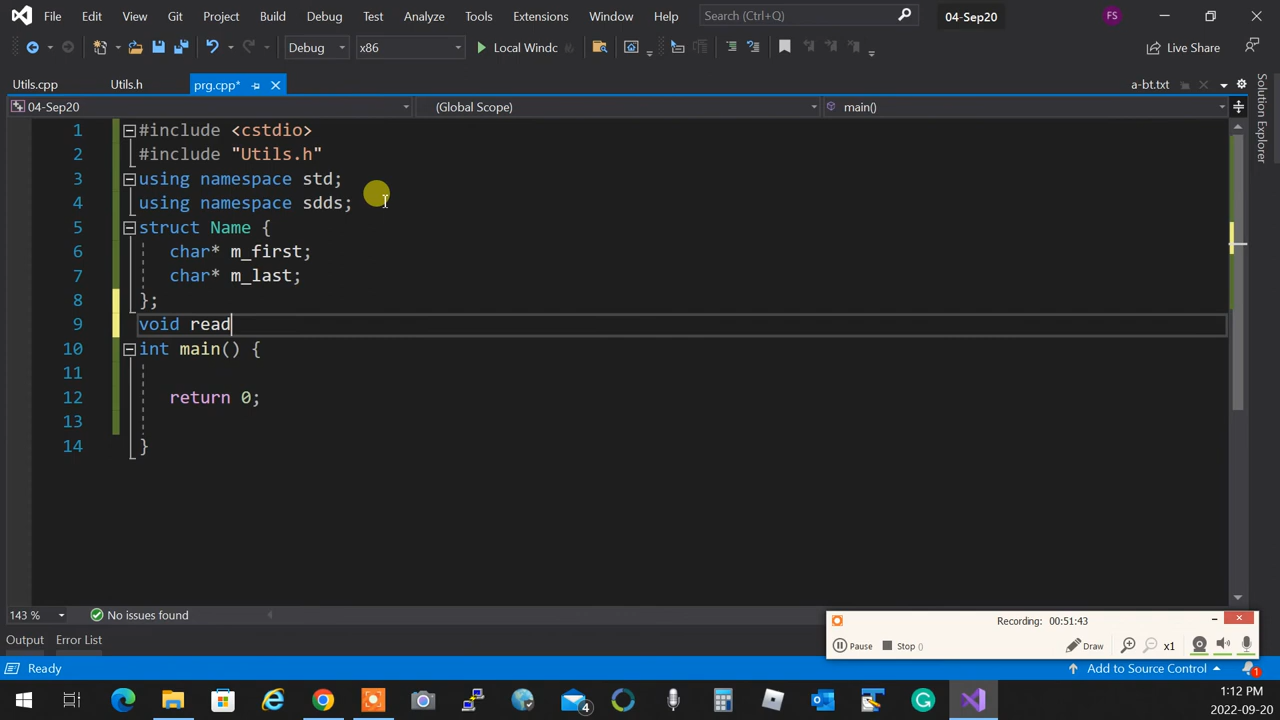 File Edit View Git Project Build Debug Test Analyze Tools Extensions Window Help Search (Ctrl+Q) 04-Sep20 FS
Debug x86 Local Windc Live Share
Utils.cpp Utils.h prg.cpp* a-bt.txt
04-Sep20 (Global Scope) main()
Solution Explorer
1 #include <cstdio>
2 #include "Utils.h"
3 using namespace std;
4 using namespace sdds;
5 struct Name {
6 char* m_first;
7 char* m_last;
8 };
9 void read
10 int main() {
11
12 return 0;
13
14 }
143 % No issues found
Recording: 00:51:43
Pause Stop () Draw x1
Output Error List
Ready Add to Source Control 1
4
1:12 PM
2022-09-20